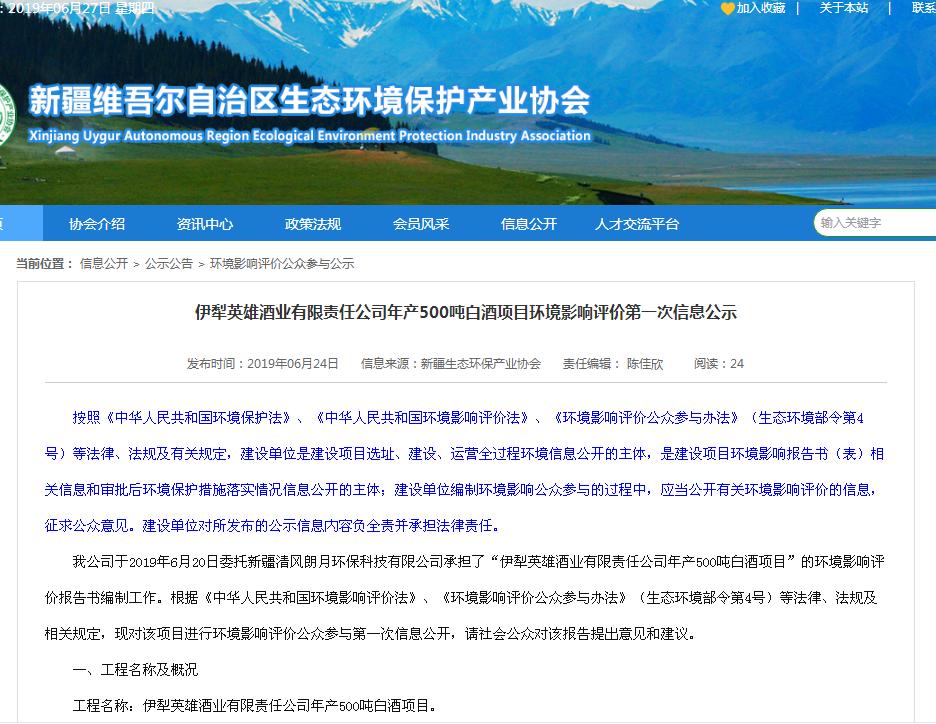 ：2019年06月27日 星期四
加入收藏 | 关于本站 | 联系
新疆维吾尔自治区生态环境保护产业协会
Xinjiang Uygur Autonomous Region Ecological Environment Protection Industry Association
页 协会介绍 资讯中心 政策法规 会员风采 信息公开 人才交流平台 输入关键字
当前位置： 信息公开 > 公示公告 > 环境影响评价公众参与公示
伊犁英雄酒业有限责任公司年产500吨白酒项目环境影响评价第一次信息公示
发布时间：2019年06月24日 信息来源：新疆生态环保产业协会 责任编辑： 陈佳欣 阅读：24
按照《中华人民共和国环境保护法》、《中华人民共和国环境影响评价法》、《环境影响评价公众参与办法》（生态环境部令第4
号）等法律、法规及有关规定，建设单位是建设项目选址、建设、运营全过程环境信息公开的主体，是建设项目环境影响报告书（表）相
关信息和审批后环境保护措施落实情况信息公开的主体；建设单位编制环境影响公众参与的过程中，应当公开有关环境影响评价的信息，
征求公众意见。建设单位对所发布的公示信息内容负全责并承担法律责任。
我公司于2019年6月20日委托新疆清风朗月环保科技有限公司承担了“伊犁英雄酒业有限责任公司年产500吨白酒项目”的环境影响评
价报告书编制工作。根据《中华人民共和国环境影响评价法》、《环境影响评价公众参与办法》（生态环境部令第4号）等法律、法规及
相关规定，现对该项目进行环境影响评价公众参与第一次信息公开，请社会公众对该报告提出意见和建议。
一、工程名称及概况
工程名称：伊犁英雄酒业有限责任公司年产500吨白酒项目。